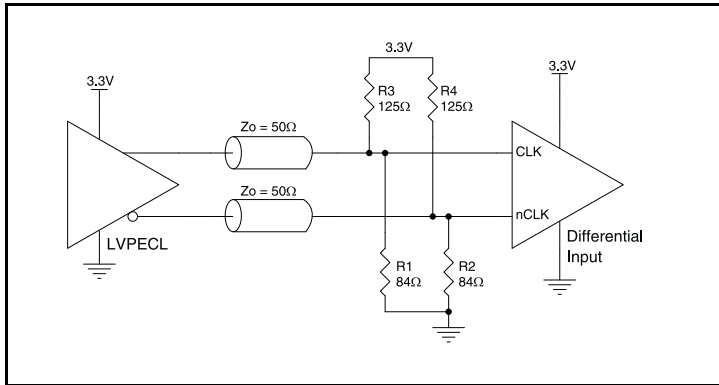 3.3V
R3
125Ω
R4
125Ω
3.3V
Zo = 50Ω
CLK
Zo = 50Ω
nCLK
LVPECL
Differential
Input
R1
84Ω
R2
84Ω
3.3V